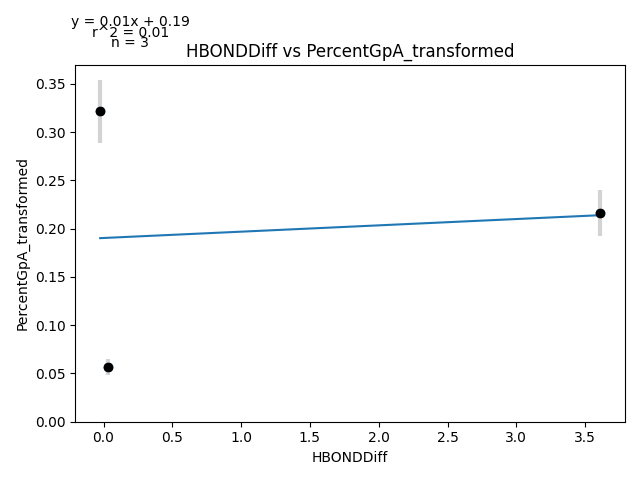 y = 0.01x + 0.19
r^2 = 0.01
n = 3
HBONDDiff vs PercentGpA_transformed
PercentGpA_transformed
0.35
0.30
0.25
0.20
0.15
0.10
0.05
0.00
0.0 0.5 1.0 1.5 2.0 2.5 3.0 3.5
HBONDDiff